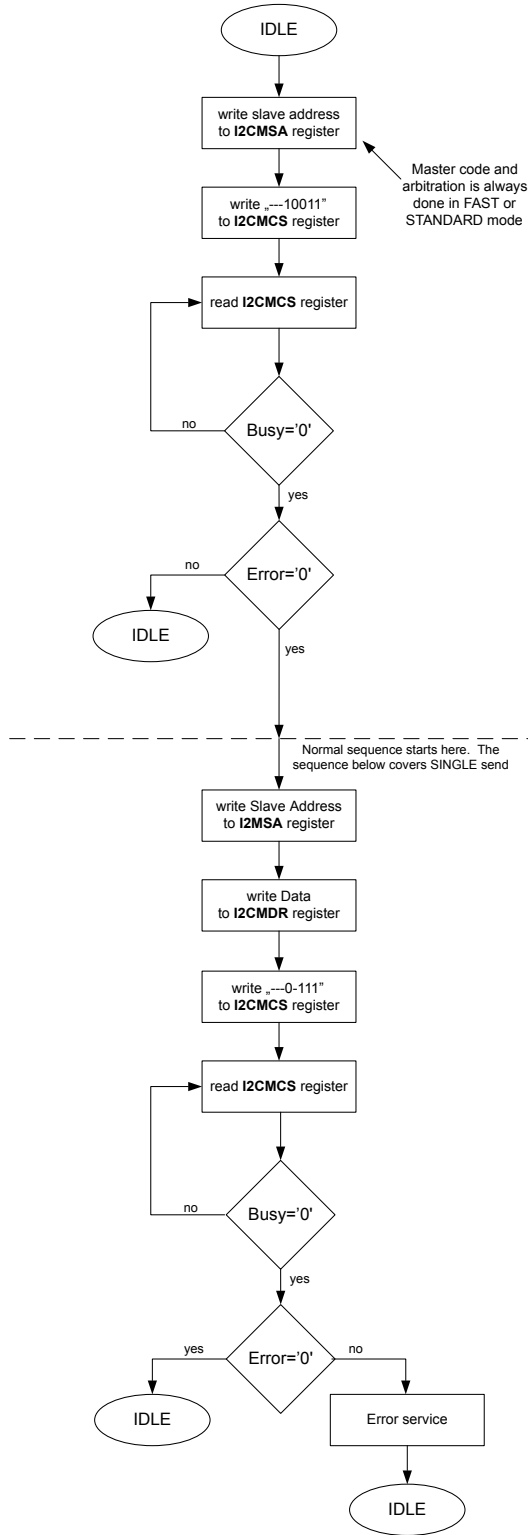 IDLE
write slave address
to I2CMSA register
Master code and
arbitration is always
done in FAST or
STANDARD mode
write „---10011”
to I2CMCS register
read I2CMCS register
Busy=’0'
no
yes
Error=’0'
no
IDLE
yes
Normal sequence starts here. The
sequence below covers SINGLE send
write Slave Address
to I2MSA register
write Data
to I2CMDR register
write „---0-111”
to I2CMCS register
read I2CMCS register
Busy=’0'
no
yes
Error=’0'
yes
no
IDLE
Error service
IDLE